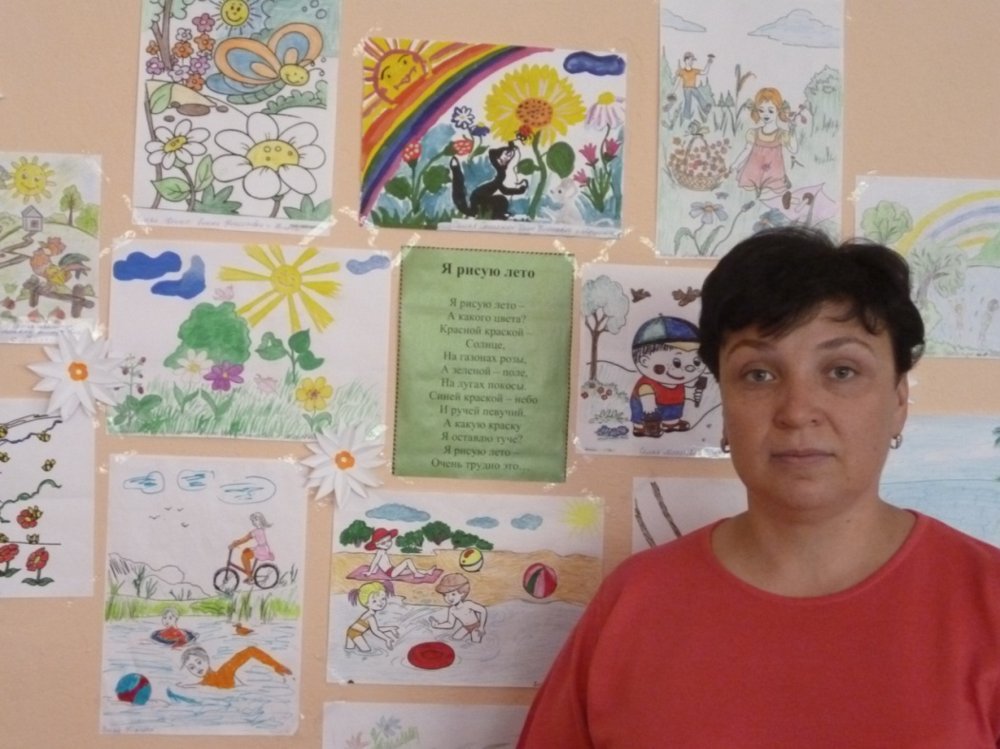 Я рисую лето
Я рисую лето –
А какого цвета?
Красной краской –
Солнце,
На газонах розы,
А зеленой – поле,
На лугах покосы.
Синей краской – небо
И ручей певучий.
А какую краску
Я оставлю туче?
Я рисую лето –
Очень трудно это…